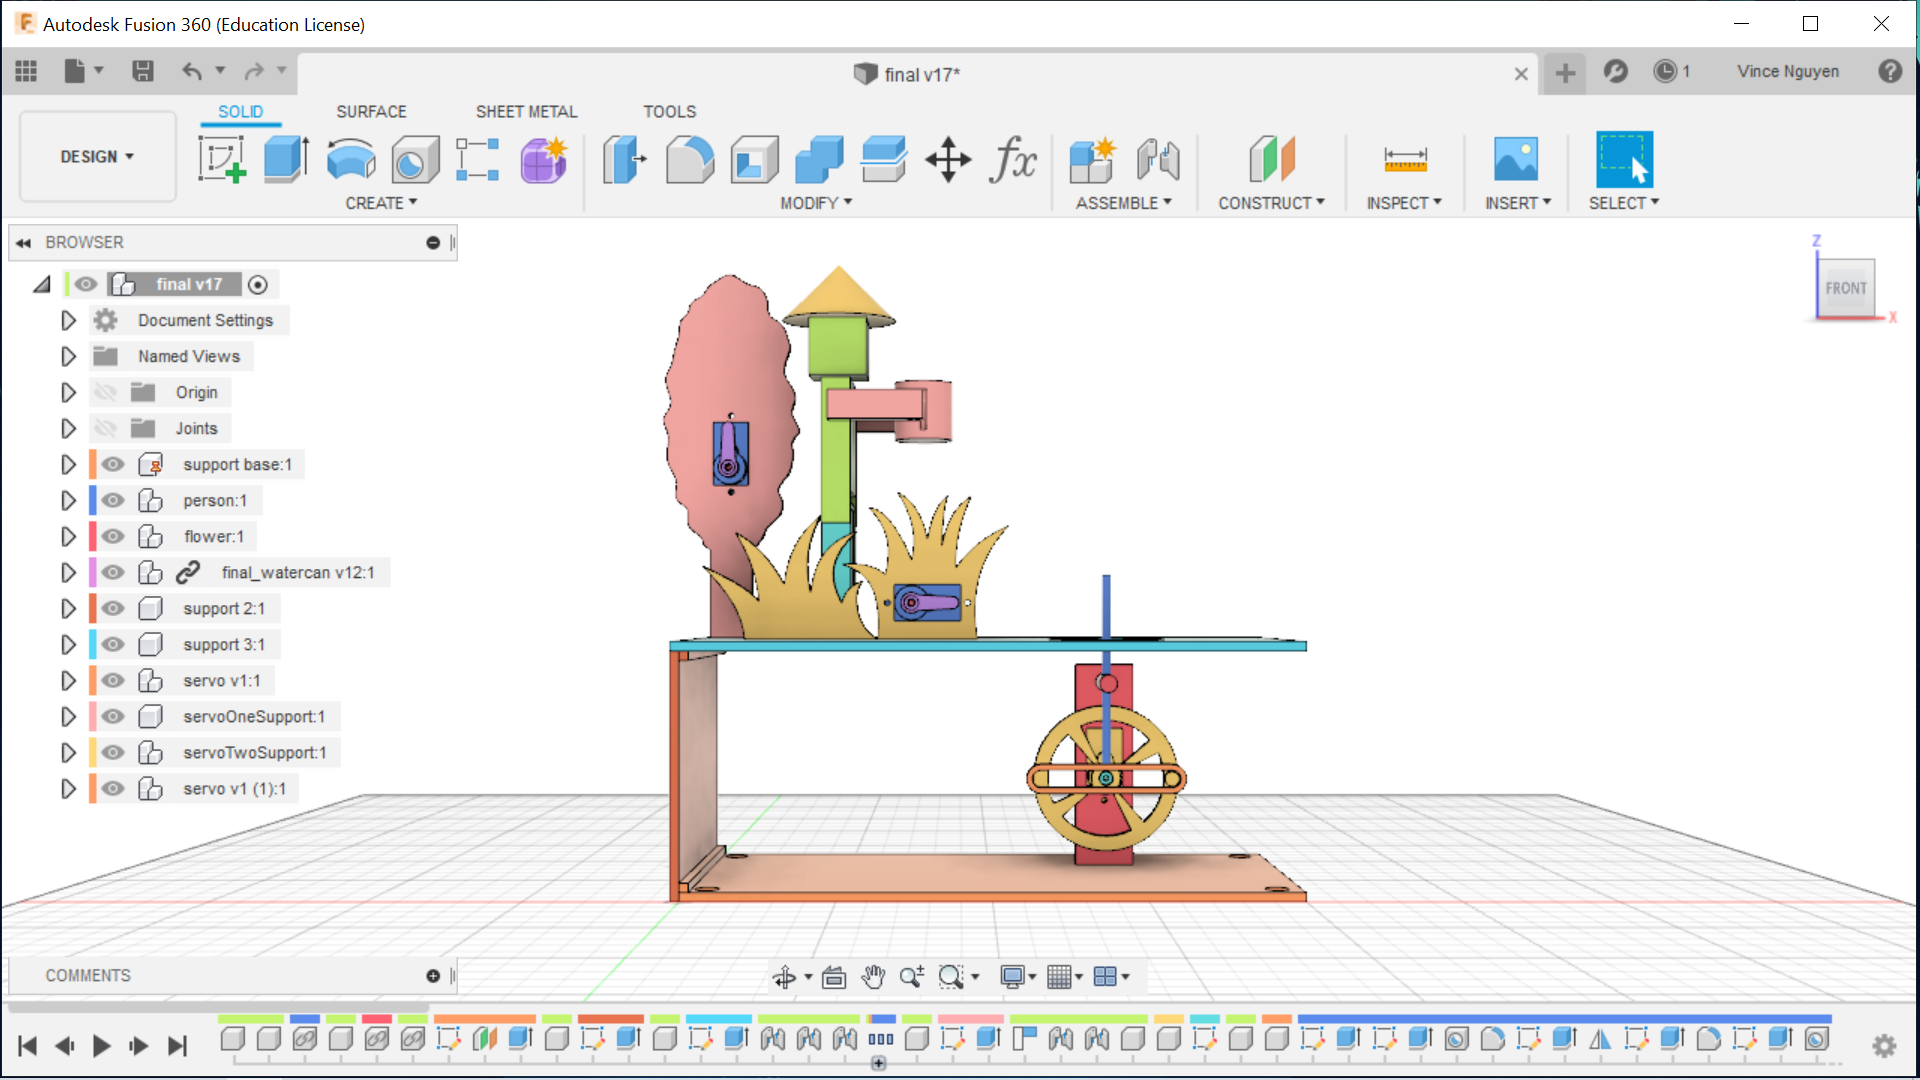 Autodesk Fusion 360 (Education License)
final v17*
1
Vince Nguyen
SOLID
SURFACE
SHEET METAL
TOOLS
DESIGN
fx
CREATE
MODIFY
ASSEMBLE
CONSTRUCT
INSPECT
INSERT
SELECT
BROWSER
final v17
Document Settings
Named Views
Origin
Joints
support base:1
person:1
flower:1
final_watercan v12:1
support 2:1
support 3:1
servo v1:1
servoOneSupport:1
servoTwoSupport:1
servo v1 (1):1
Z
FRONT
X
COMMENTS